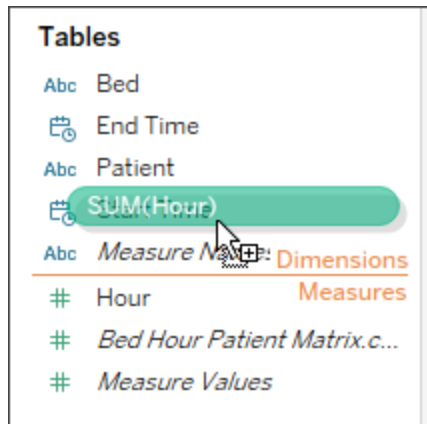 Tables
Abc Bed
End Time
Abc Patient
SUM(Hour)
Abc Measure
Dimensions
Measures
# Hour
# Bed Hour Patient Matrix.c...
# Measure Values